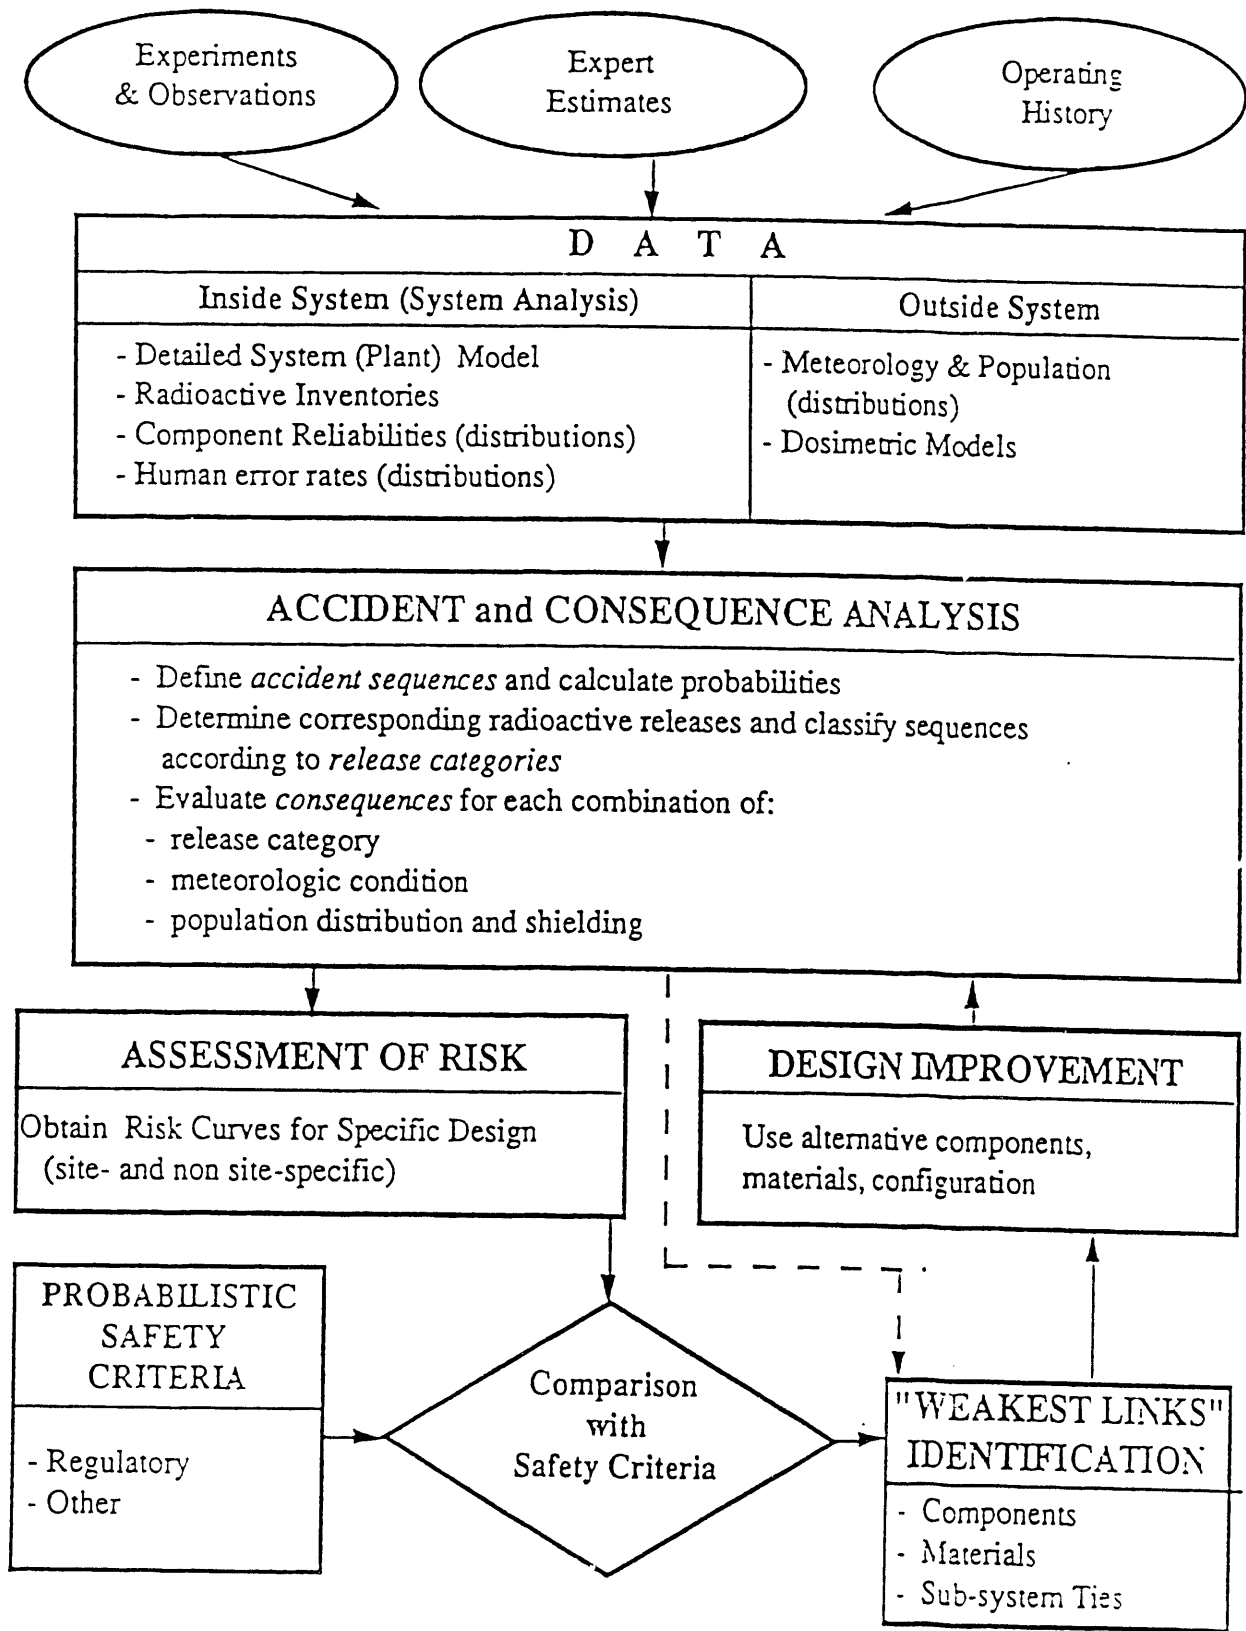 Experiments
& Observations
Expert
Estimates
Operating
History
D A T A
Inside System (System Analysis)
Outside System
- Detailed System (Plant) Model
- Radioactive Inventories
- Component Reliabilities (distributions)
- Human error rates (distributions)
- Meteorology & Population
(distributions)
- Dosimetric Models
ACCIDENT and CONSEQUENCE ANALYSIS
- Define accident sequences and calculate probabilities
- Determine corresponding radioactive releases and classify sequences
according to release categories
- Evaluate consequences for each combination of:
- release category
- meteorologic condition
- population distribution and shielding
ASSESSMENT OF RISK
Obtain Risk Curves for Specific Design
(site- and non site-specific)
DESIGN IMPROVEMENT
Use alternative components,
materials, configuration
PROBABILISTIC
SAFETY
CRITERIA
- Regulatory
- Other
Comparison
with
Safety Criteria
"WEAKEST LINKS"
IDENTIFICATION
- Components
- Materials
- Sub-system Ties